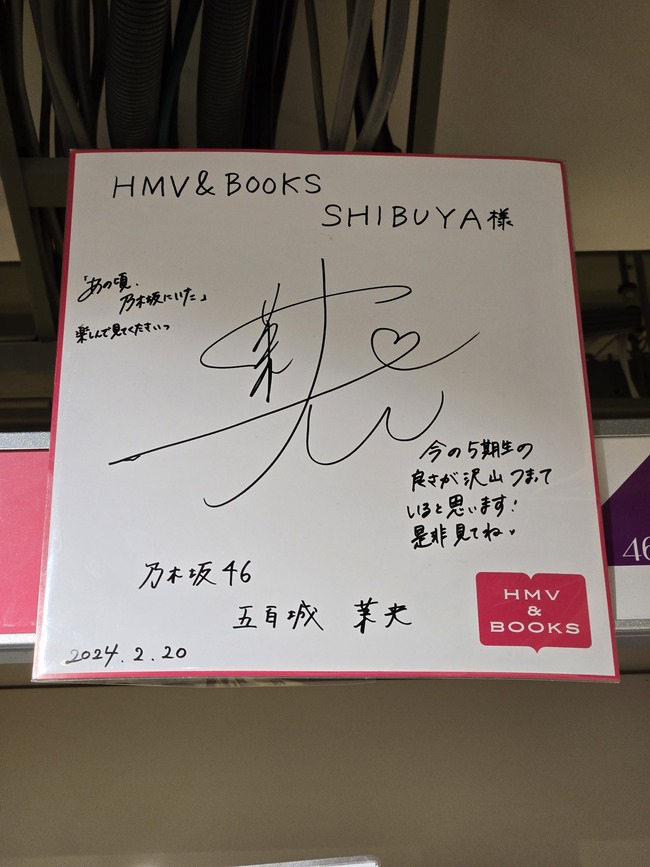 HMV&BOOKS
SHIBUYA様
「あの頃、
乃木坂にいた」
楽しんで見てくださいっ
菜
今の5期生の
良さが沢山つまって
いると思います!
是非見てね
乃木坂46
五百城 茉央
2024.2.20
HMV
&
BOOKS
46